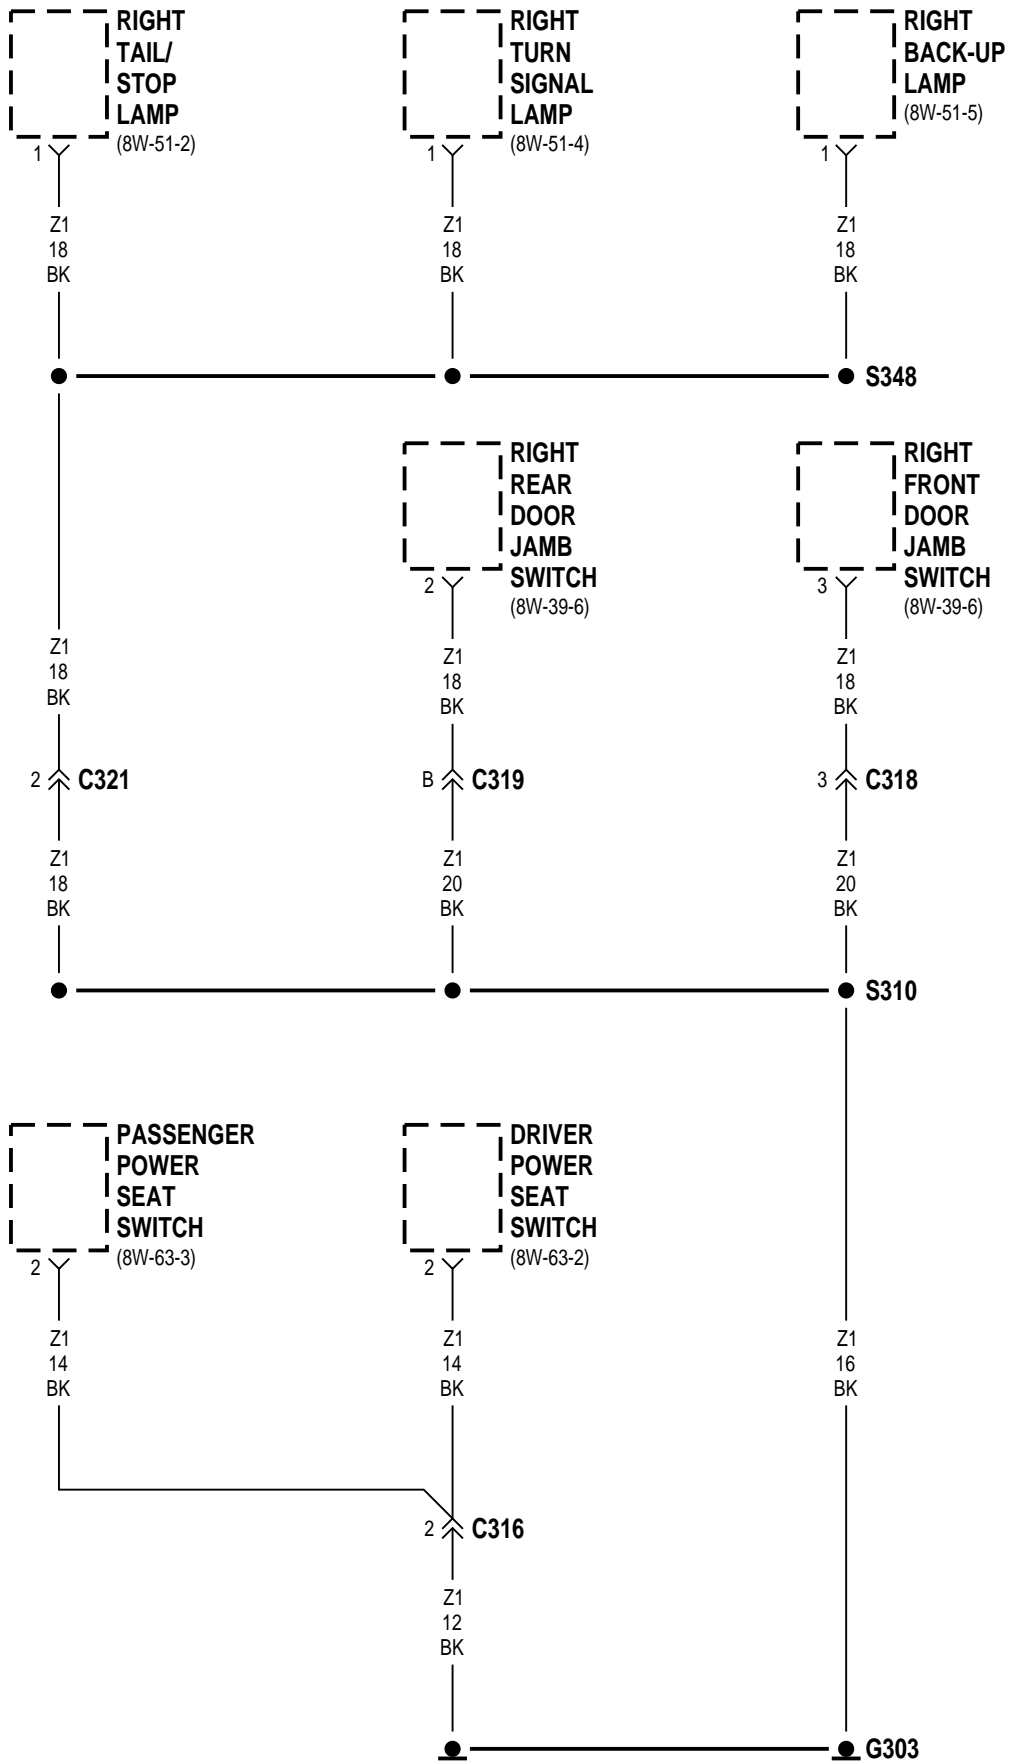 RIGHT
TAIL/
STOP
LAMP
(8W-51-2)
1
RIGHT
TURN
SIGNAL
LAMP
(8W-51-4)
1
RIGHT
BACK-UP
LAMP
(8W-51-5)
1
Z1
18
BK
Z1
18
BK
Z1
18
BK
S348
RIGHT
REAR
DOOR
JAMB
SWITCH
(8W-39-6)
2
RIGHT
FRONT
DOOR
JAMB
SWITCH
(8W-39-6)
3
Z1
18
BK
Z1
18
BK
Z1
18
BK
2 C321
B C319
3 C318
Z1
18
BK
Z1
20
BK
Z1
20
BK
S310
PASSENGER
POWER
SEAT
SWITCH
(8W-63-3)
2
DRIVER
POWER
SEAT
SWITCH
(8W-63-2)
2
Z1
14
BK
Z1
14
BK
Z1
16
BK
2 C316
Z1
12
BK
G303